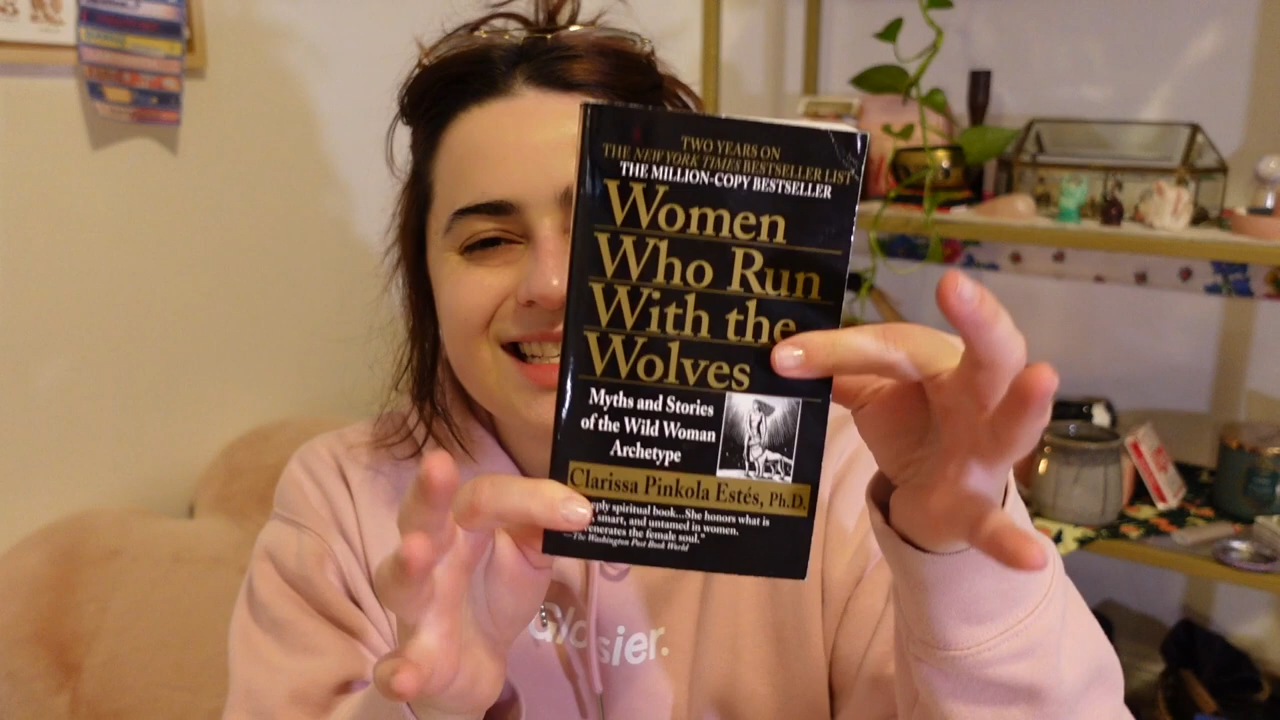 TWO YEARS ON
THE NEW YORK TIMES BESTSELLER LIST
THE MILLION-COPY BESTSELLER
Women
Who Run
With the
Wolves
Myths and Stories
of the Wild Woman
Archetype
Clarissa Pinkola Estés, Ph.D.
spiritual book...She honors what is
smart, and untamed in women.
the female soul."
—The Washington Post Book World
Glossier.